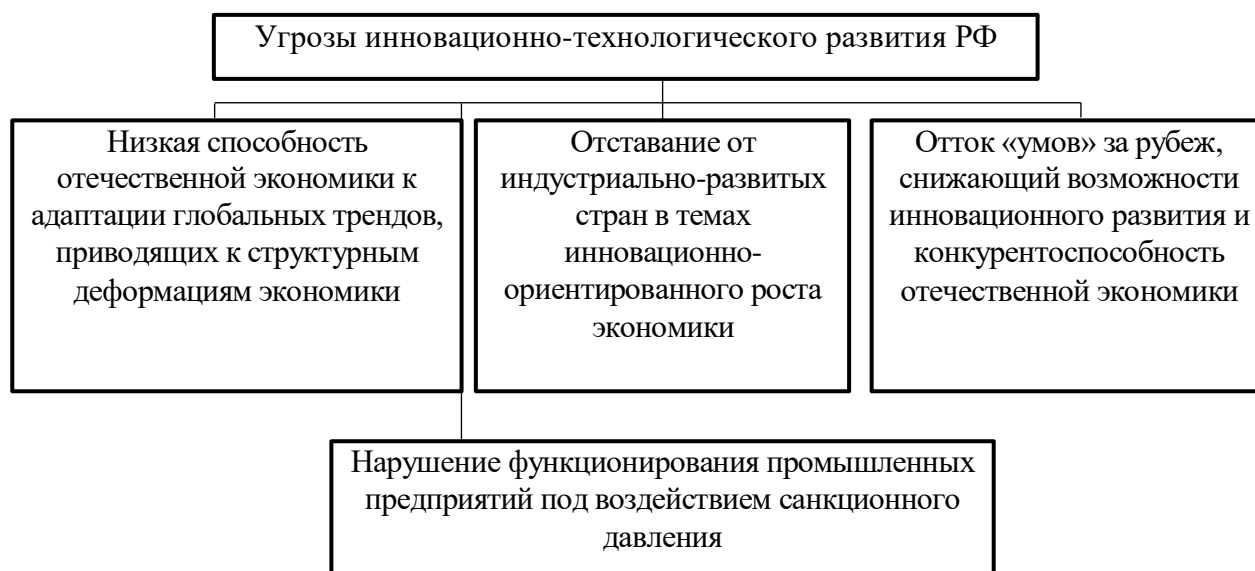 Угрозы инновационно-технологического развития РФ
Низкая способность
отечественной экономики к
адаптации глобальных трендов,
приводящих к структурным
деформациям экономики
Отставание от
индустриально-развитых
стран в темах
инновационно-
ориентированного роста
экономики
Отток «умов» за рубеж,
снижающий возможности
инновационного развития и
конкурентоспособность
отечественной экономики
Нарушение функционирования промышленных
предприятий под воздействием санкционного
давления